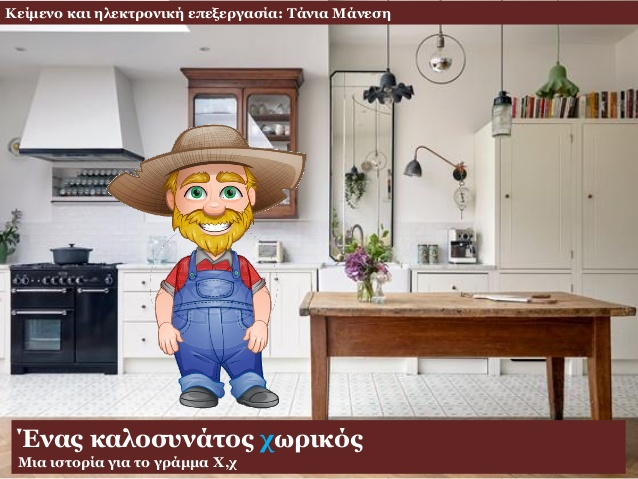 Κείμενο και ηλεκτρονική επεξεργασία: Τάνια Μάνεση
Ένας καλοσυνάτος χωρικός
Μια ιστορία για το γράμμα Χ,χ